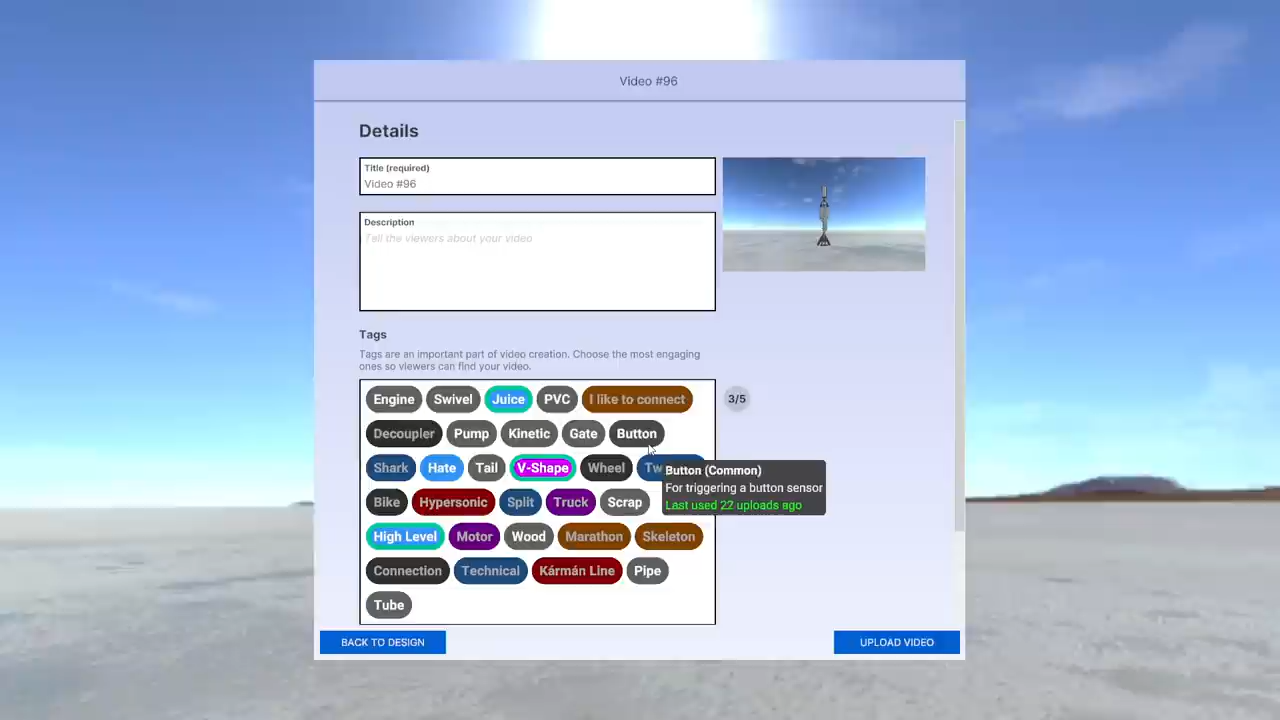 Video #96
Details
Title (required)
Video #96
Description
Tell the viewers about your video
Tags
Tags are an important part of video creation. Choose the most engaging
ones so viewers can find your video.
Engine Swivel Juice PVC I like to connect 3/5
Decoupler Pump Kinetic Gate Button
Shark Hate Tail V-Shape Wheel Tw
Button (Common)
For triggering a button sensor
Last used 22 uploads ago
Bike Hypersonic Split Truck Scrap
High Level Motor Wood Marathon Skeleton
Connection Technical Kármán Line Pipe
Tube
BACK TO DESIGN UPLOAD VIDEO